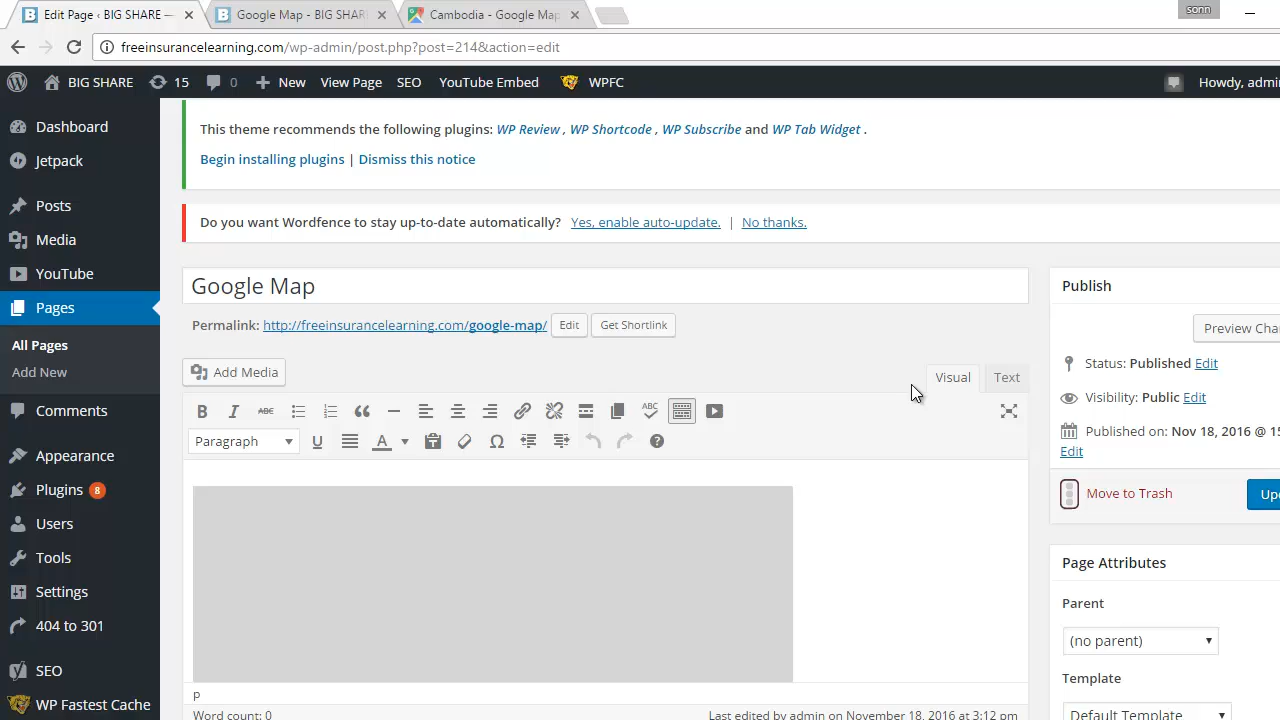 Edit Page ‹ BIG SHARE —
Google Map - BIG SHAR
Cambodia - Google Map
sonn
freeinsurancelearning.com/wp-admin/post.php?post=214&action=edit
BIG SHARE 15 0 New View Page SEO YouTube Embed WPFC Howdy, admi
Dashboard
Jetpack
Posts
Media
YouTube
Pages
All Pages
Add New
Comments
Appearance
Plugins 8
Users
Tools
Settings
404 to 301
SEO
WP Fastest Cache
This theme recommends the following plugins: WP Review , WP Shortcode , WP Subscribe and WP Tab Widget .
Begin installing plugins | Dismiss this notice
Do you want Wordfence to stay up-to-date automatically? Yes, enable auto-update. | No thanks.
Google Map
Permalink: http://freeinsurancelearning.com/google-map/ Edit Get Shortlink
Add Media
Visual Text
B I ABC ABC
Paragraph U A
p
Word count: 0 Last edited by admin on November 18, 2016 at 3:12 pm
Publish
Preview Cha
Status: Published Edit
Visibility: Public Edit
Published on: Nov 18, 2016 @ 15
Edit
Move to Trash Up
Page Attributes
Parent
(no parent)
Template
Default Template